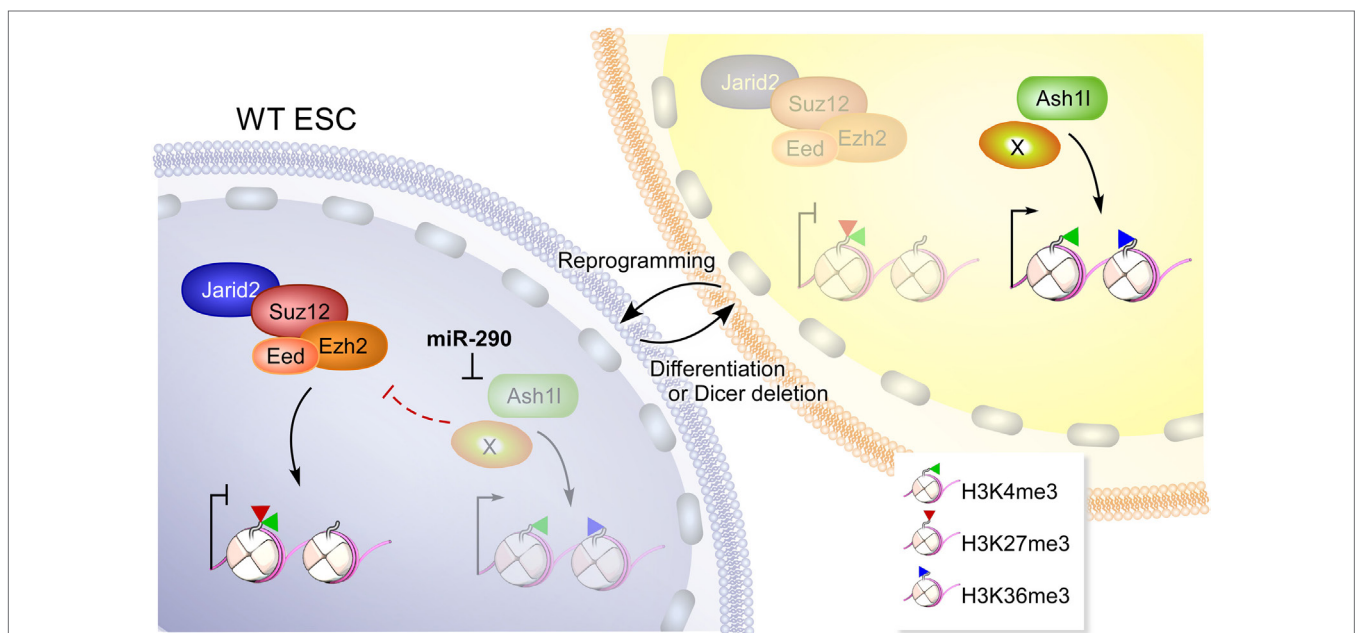 WT ESC
Jarid2
Suz12
Eed
Ezh2
miR-290
Ash1l
X
Reprogramming
Differentiation
or Dicer deletion
Jarid2
Suz12
Eed
Ezh2
Ash1l
X
H3K4me3
H3K27me3
H3K36me3